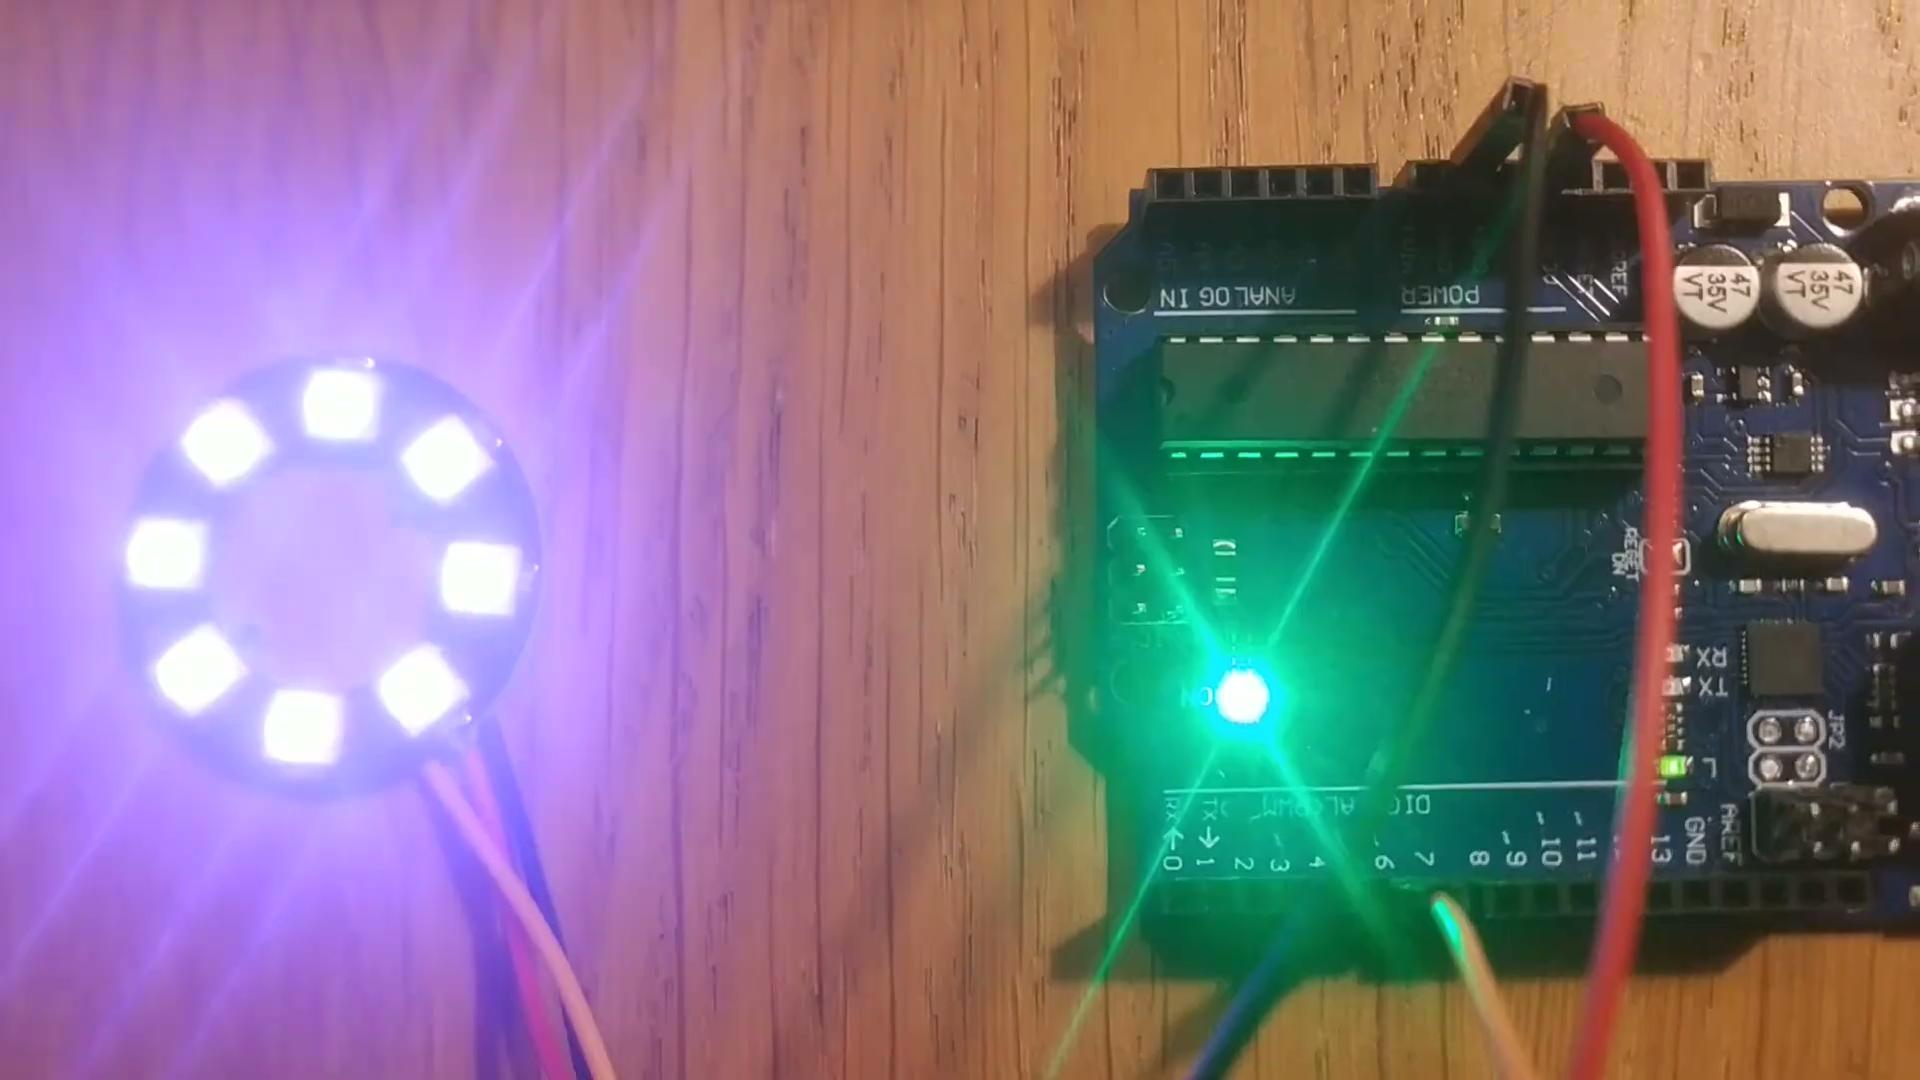 ANALOG IN
POWER
47
35V
VT
47
35V
VT
RESET
RX
TX
ON
L
JP2
RX
TX
0
1
2
~3
4
~6
7
8
~9
~10
~11
13
GND
AREF